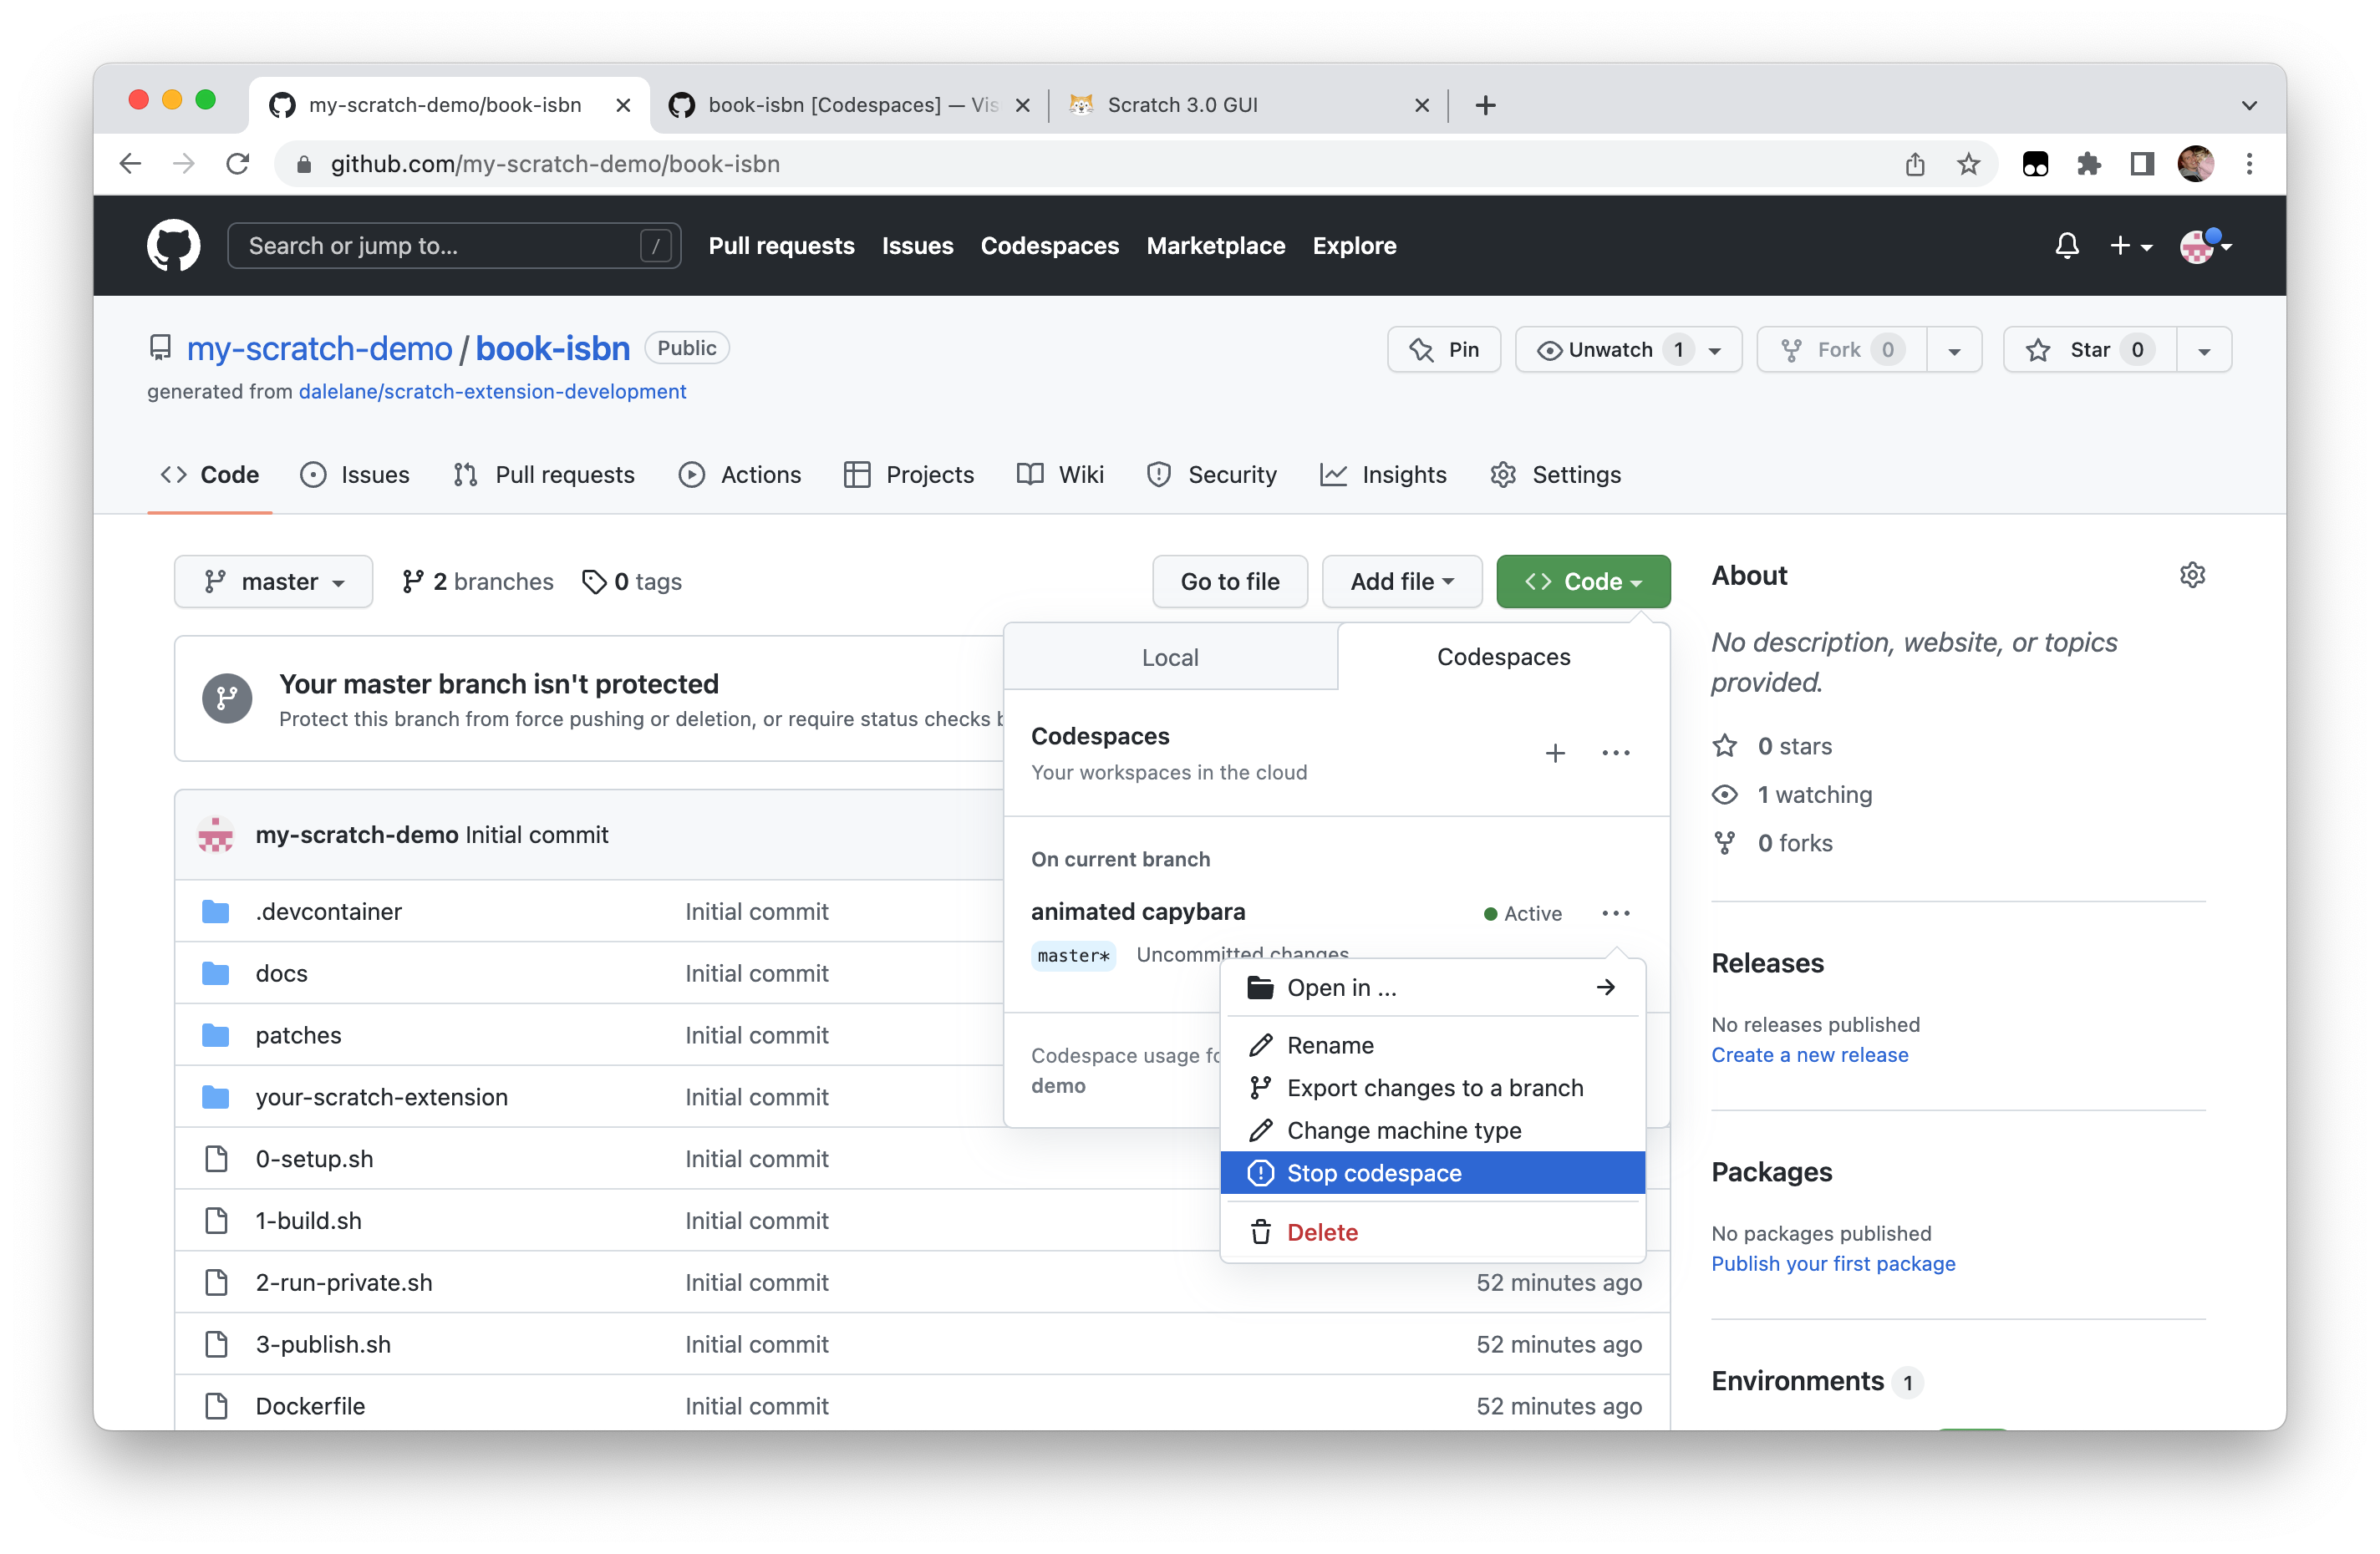 my-scratch-demo/book-isbn
book-isbn [Codespaces] — Vis
Scratch 3.0 GUI
github.com/my-scratch-demo/book-isbn
Search or jump to...
/
Pull requests
Issues
Codespaces
Marketplace
Explore
my-scratch-demo / book-isbn
Public
generated from dalelane/scratch-extension-development
Pin
Unwatch 1
Fork 0
Star 0
Code
Issues
Pull requests
Actions
Projects
Wiki
Security
Insights
Settings
master
2 branches
0 tags
Go to file
Add file
Code
Your master branch isn't protected
Protect this branch from force pushing or deletion, or require status checks
Local
Codespaces
Codespaces
Your workspaces in the cloud
On current branch
animated capybara
Active
master*
Uncommitted changes
Codespace usage
demo
Open in ...
Rename
Export changes to a branch
Change machine type
Stop codespace
Delete
my-scratch-demo Initial commit
.devcontainer
Initial commit
docs
Initial commit
patches
Initial commit
your-scratch-extension
Initial commit
0-setup.sh
Initial commit
1-build.sh
Initial commit
2-run-private.sh
Initial commit
52 minutes ago
3-publish.sh
Initial commit
52 minutes ago
Dockerfile
Initial commit
52 minutes ago
About
No description, website, or topics
provided.
0 stars
1 watching
0 forks
Releases
No releases published
Create a new release
Packages
No packages published
Publish your first package
Environments 1